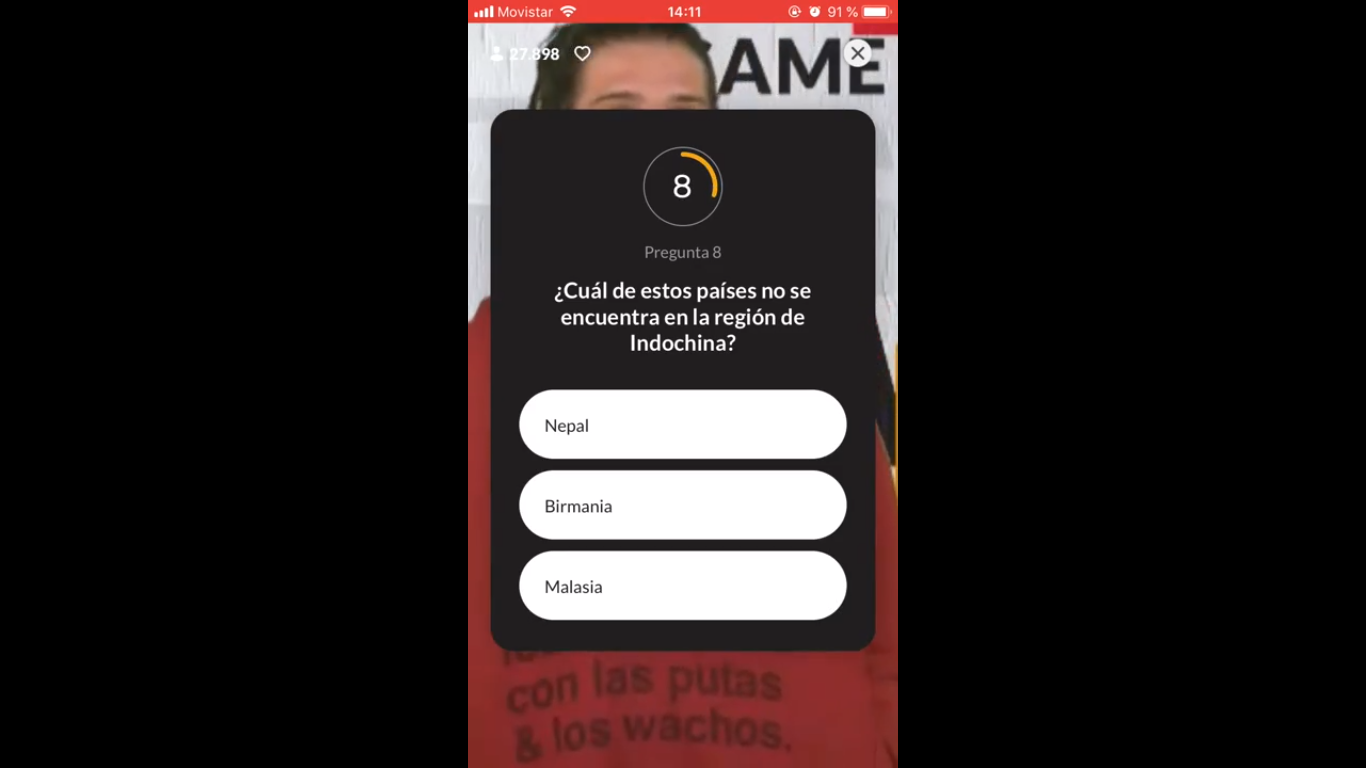 Movistar 14:11 91 %
27.898
AME
8
Pregunta 8
¿Cuál de estos países no se
encuentra en la región de
Indochina?
Nepal
Birmania
Malasia
con las putas
& los wachos.